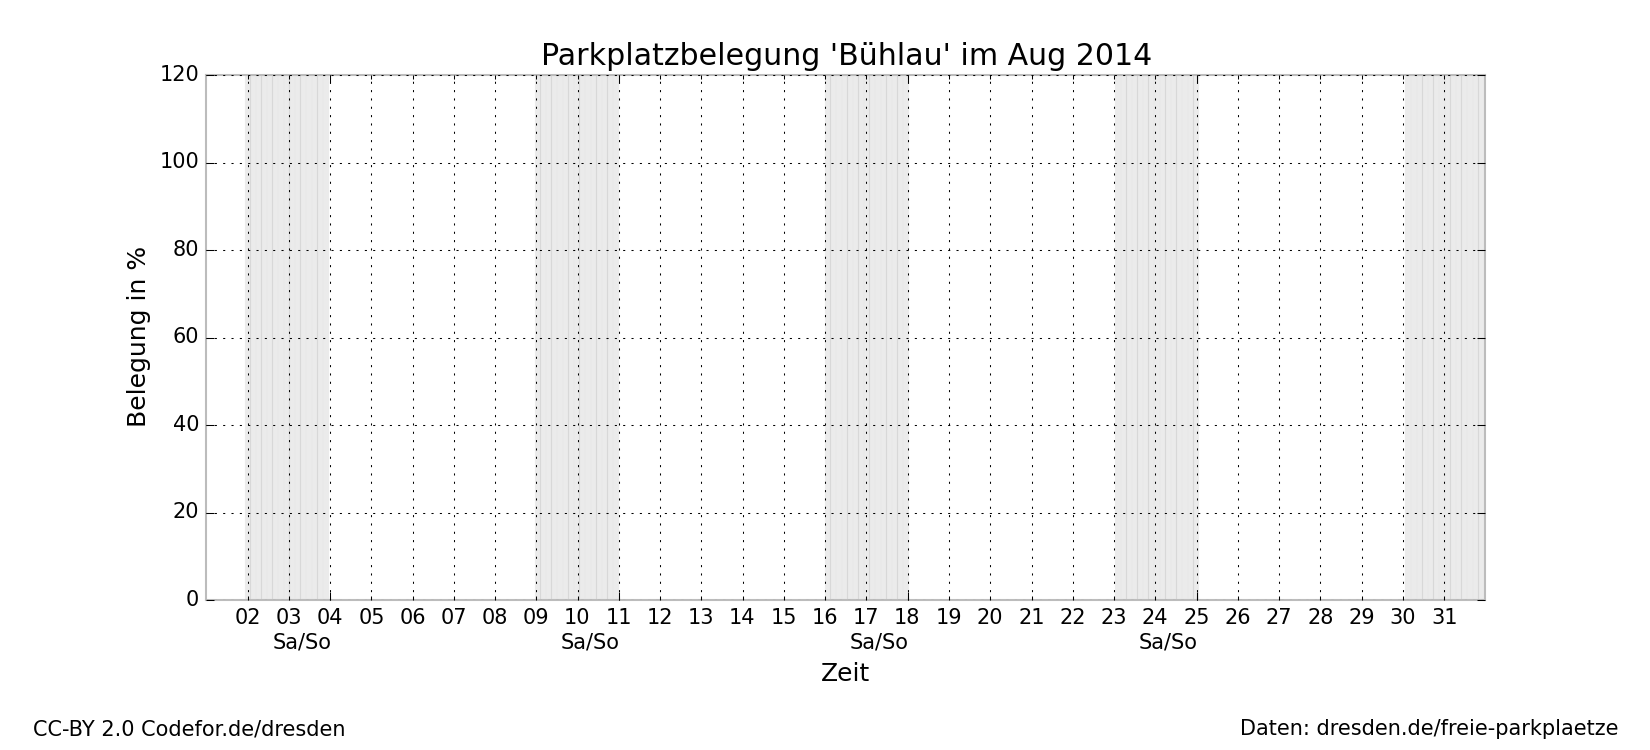 Parkplatzbelegung 'Bühlau' im Aug 2014
120
100
80
60
40
20
0
Belegung in %
02 03 04 05 06 07 08 09 10 11 12 13 14 15 16 17 18 19 20 21 22 23 24 25 26 27 28 29 30 31
Sa/So Sa/So Sa/So Sa/So
Zeit
CC-BY 2.0 Codefor.de/dresden
Daten: dresden.de/freie-parkplaetze